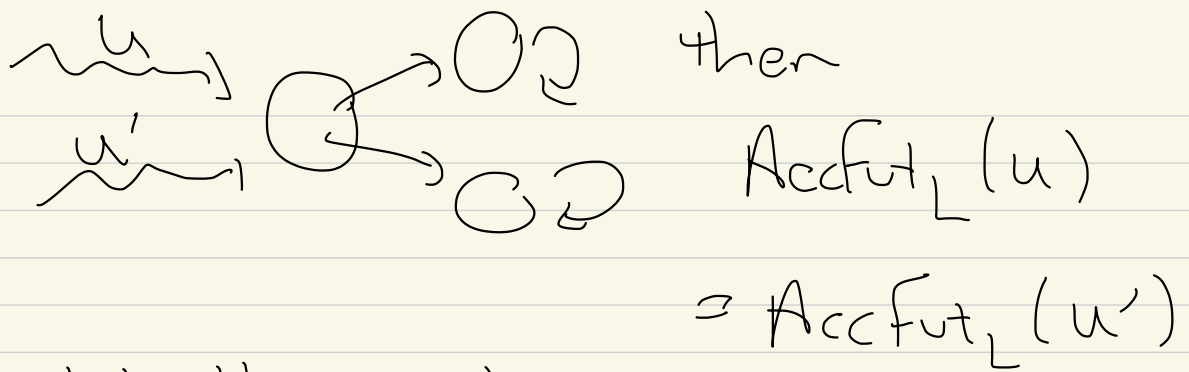 u
then
u'
AccFut_L (u)
= AccFut_L (u')